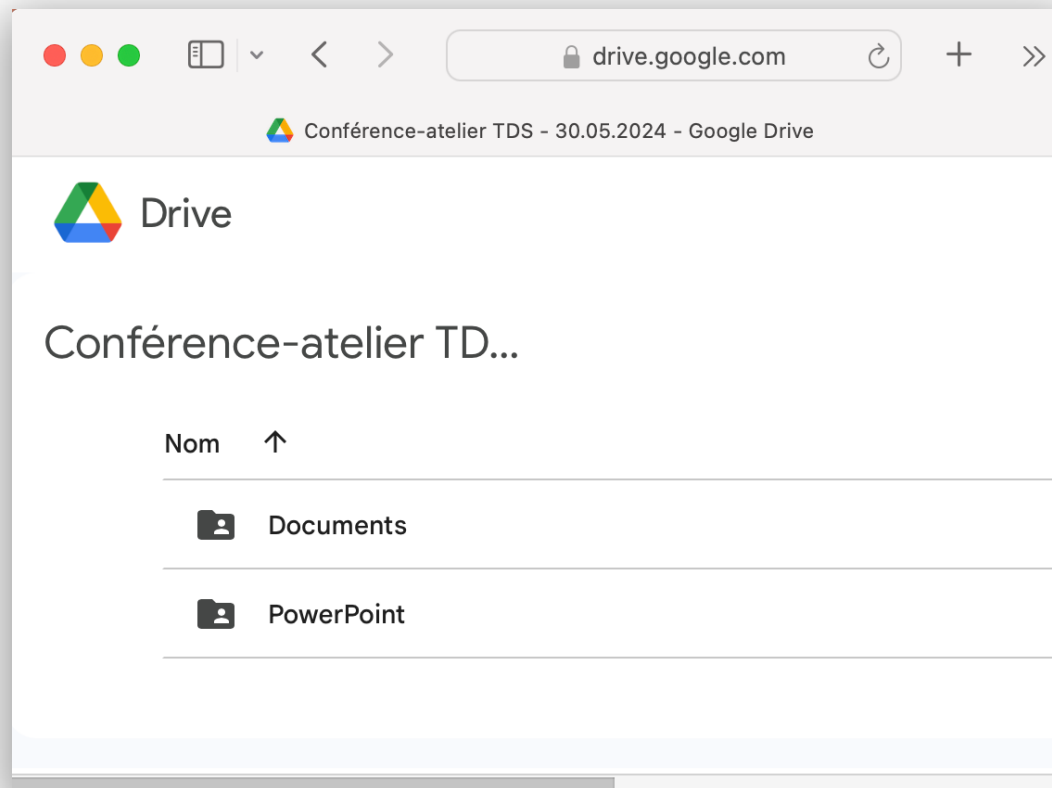 drive.google.com
Conférence-atelier TDS - 30.05.2024 - Google Drive
Drive
Conférence-atelier TD...
Nom
Documents
PowerPoint